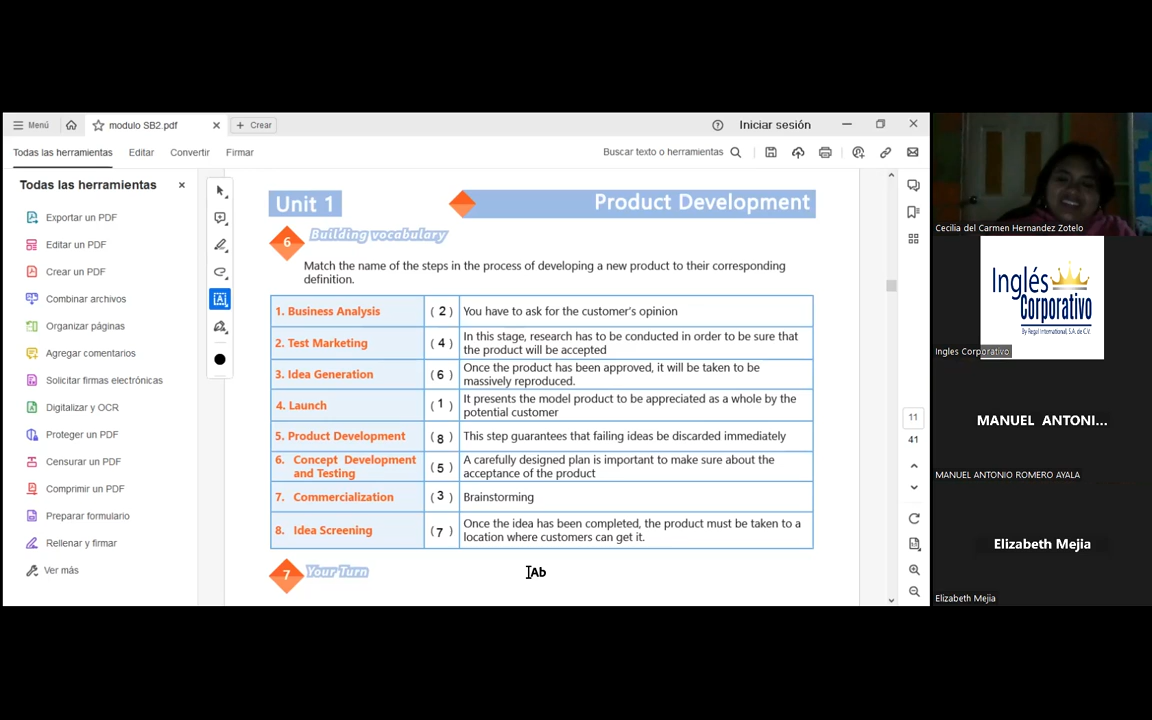 Menú
modulo SB2.pdf
Crear
Iniciar sesión
Todas las herramientas
Editar
Convertir
Firmar
Buscar texto o herramientas
Todas las herramientas
Exportar un PDF
Editar un PDF
Crear un PDF
Combinar archivos
Organizar páginas
Agregar comentarios
Solicitar firmas electrónicas
Digitalizar y OCR
Proteger un PDF
Censurar un PDF
Comprimir un PDF
Preparar formulario
Rellenar y firmar
Ver más
Unit 1
Product Development
6 Building vocabulary
Match the name of the steps in the process of developing a new product to their corresponding
definition.
1. Business Analysis ( 2 ) You have to ask for the customer's opinion
2. Test Marketing ( 4 ) In this stage, research has to be conducted in order to be sure that
the product will be accepted
3. Idea Generation ( 6 ) Once the product has been approved, it will be taken to be
massively reproduced.
4. Launch ( 1 ) It presents the model product to be appreciated as a whole by the
potential customer
5. Product Development ( 8 ) This step guarantees that failing ideas be discarded immediately
6. Concept Development
and Testing ( 5 ) A carefully designed plan is important to make sure about the
acceptance of the product
7. Commercialization ( 3 ) Brainstorming
8. Idea Screening ( 7 ) Once the idea has been completed, the product must be taken to a
location where customers can get it.
7 Your Turn
Ab
11
41
Cecilia del Carmen Hernandez Zotelo
Inglés
Corporativo
By Regel International, S.A. de C.V.
Ingles Corporativo
MANUEL ANTONI...
MANUEL ANTONIO ROMERO AYALA
Elizabeth Mejia
Elizabeth Mejia